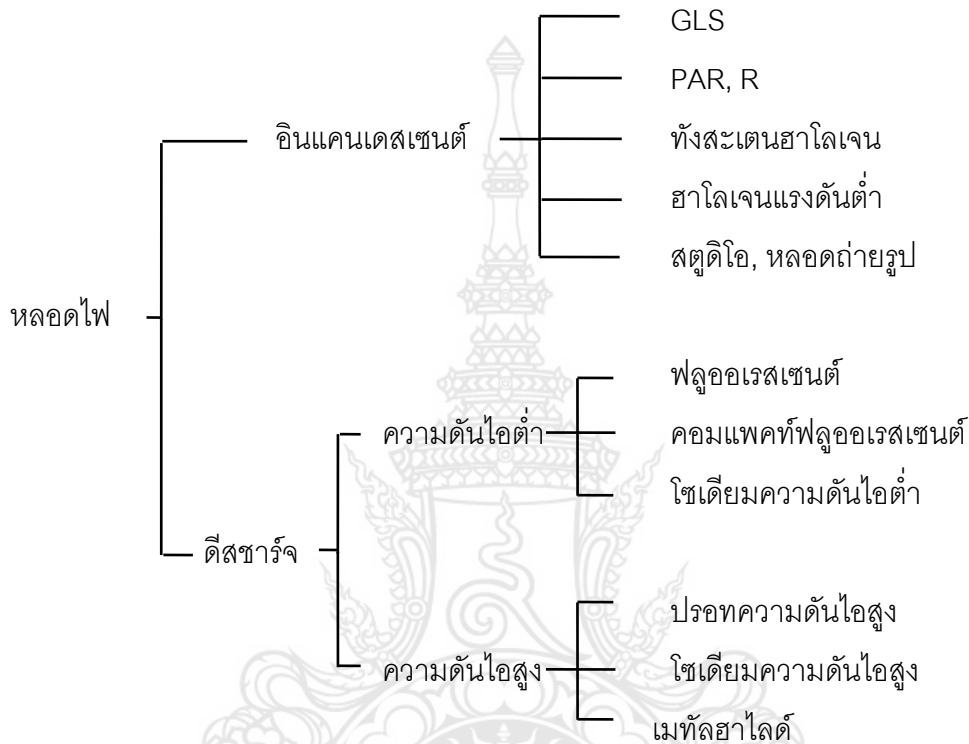 GLS
PAR, R
อินแคนเดสเซนต์
ทังสะเตนฮาโลเจน
ฮาโลเจนแรงดันต่ำ
สตูดิโอ, หลอดถ่ายรูป
หลอดไฟ
ฟลูออเรสเซนต์
ความดันไอต่ำ
คอมแพคท์ฟลูออเรสเซนต์
โซเดียมความดันไอต่ำ
ดีสชาร์จ
ปรอทความดันไอสูง
ความดันไอสูง
โซเดียมความดันไอสูง
เมทัลฮาไลด์